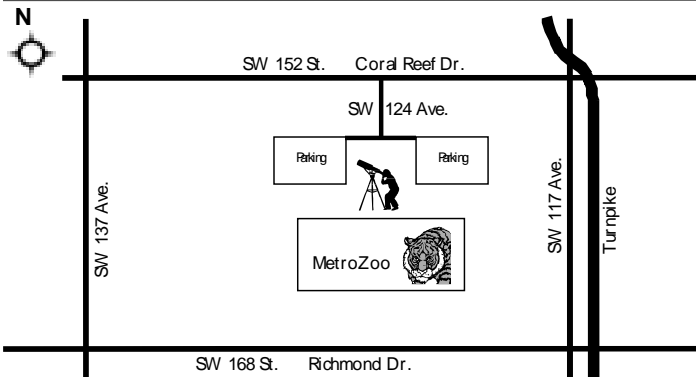 N
SW 152 St. Coral Reef Dr.
SW 124 Ave.
Parking
Parking
SW 137 Ave.
MetroZoo
SW 117 Ave.
Turnpike
SW 168 St. Richmond Dr.